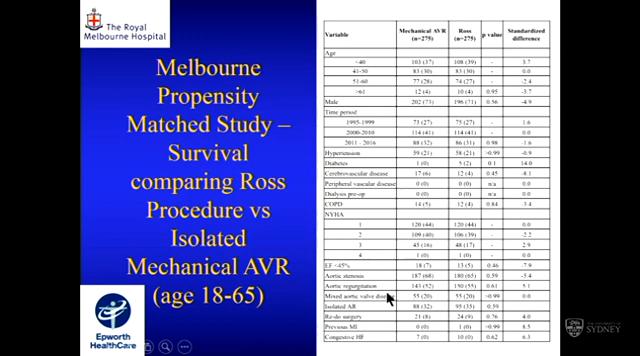 The Royal
Melbourne Hospital
Melbourne
Propensity
Matched Study –
Survival
comparing Ross
Procedure vs
Isolated
Mechanical AVR
(age 18-65)
Epworth
HealthCare
Variable Mechanical AVR (n=275) Ross (n=275) p value Standardized difference
Age
<40 103 (37) 108 (39) - 3.7
41-50 83 (30) 83 (30) - 0.0
51-60 77 (28) 74 (27) - -2.4
>61 12 (4) 10 (4) 0.95 -3.7
Male 202 (73) 196 (71) 0.56 -4.9
Time period
1995-1999 73 (27) 75 (27) - 1.6
2000-2010 114 (41) 114 (41) - 0.0
2011 - 2016 88 (32) 86 (31) 0.98 -1.6
Hypertension 59 (21) 58 (21) >0.99 -0.9
Diabetes 1 (0) 5 (2) 0.1 14.0
Cerebrovascular disease 17 (6) 12 (4) 0.45 -8.1
Peripheral vascular disease 0 (0) 0 (0) n/a 0.0
Dialysis pre-op 0 (0) 0 (0) n/a 0.0
COPD 14 (5) 12 (4) 0.84 -3.4
NYHA
1 120 (44) 120 (44) - 0.0
2 109 (40) 106 (39) - -2.2
3 45 (16) 48 (17) - 2.9
4 1 (0) 1 (0) - 0.0
EF <45% 18 (7) 13 (5) 0.46 -7.9
Aortic stenosis 187 (68) 180 (65) 0.59 -5.4
Aortic regurgitation 143 (52) 150 (55) 0.61 5.1
Mixed aortic valve 55 (20) 55 (20) >0.99 0.0
Isolated AR 88 (32) 95 (35) 0.59
Re-do surgery 21 (8) 24 (9) 0.76 4.0
Previous MI 0 (0) 1 (0) >0.99 8.5
Congestive HF 7 (0) 10 (0) 0.62 6.3
SYDNEY